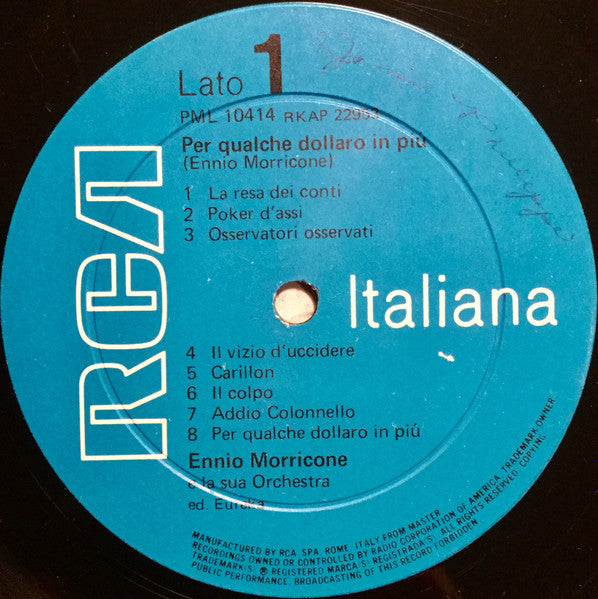 Lato 1
PML 10414 RKAP 22953
Per qualche dollaro in più
(Ennio Morricone)
1 La resa dei conti
2 Poker d'assi
3 Osservatori osservati
RCA
Italiana
4 Il vizio d'uccidere
5 Carillon
6 Il colpo
7 Addio Colonnello
8 Per qualche dollaro in più
Ennio Morricone
e la sua Orchestra
ed. Eureka
MANUFACTURED BY RCA. SPA. ROME. ITALY FROM MASTER
RECORDINGS OWNED OR CONTROLLED BY RADIO CORPORATION OF AMERICA, TRADEMARK OWNER
TRADEMARK-S. ® REGISTERED MARCA S. REGISTRADA'S. ALL RIGHTS RESERVED. COPYING,
PUBLIC PERFORMANCE. BROADCASTING OF THIS RECORD FORBIDDEN